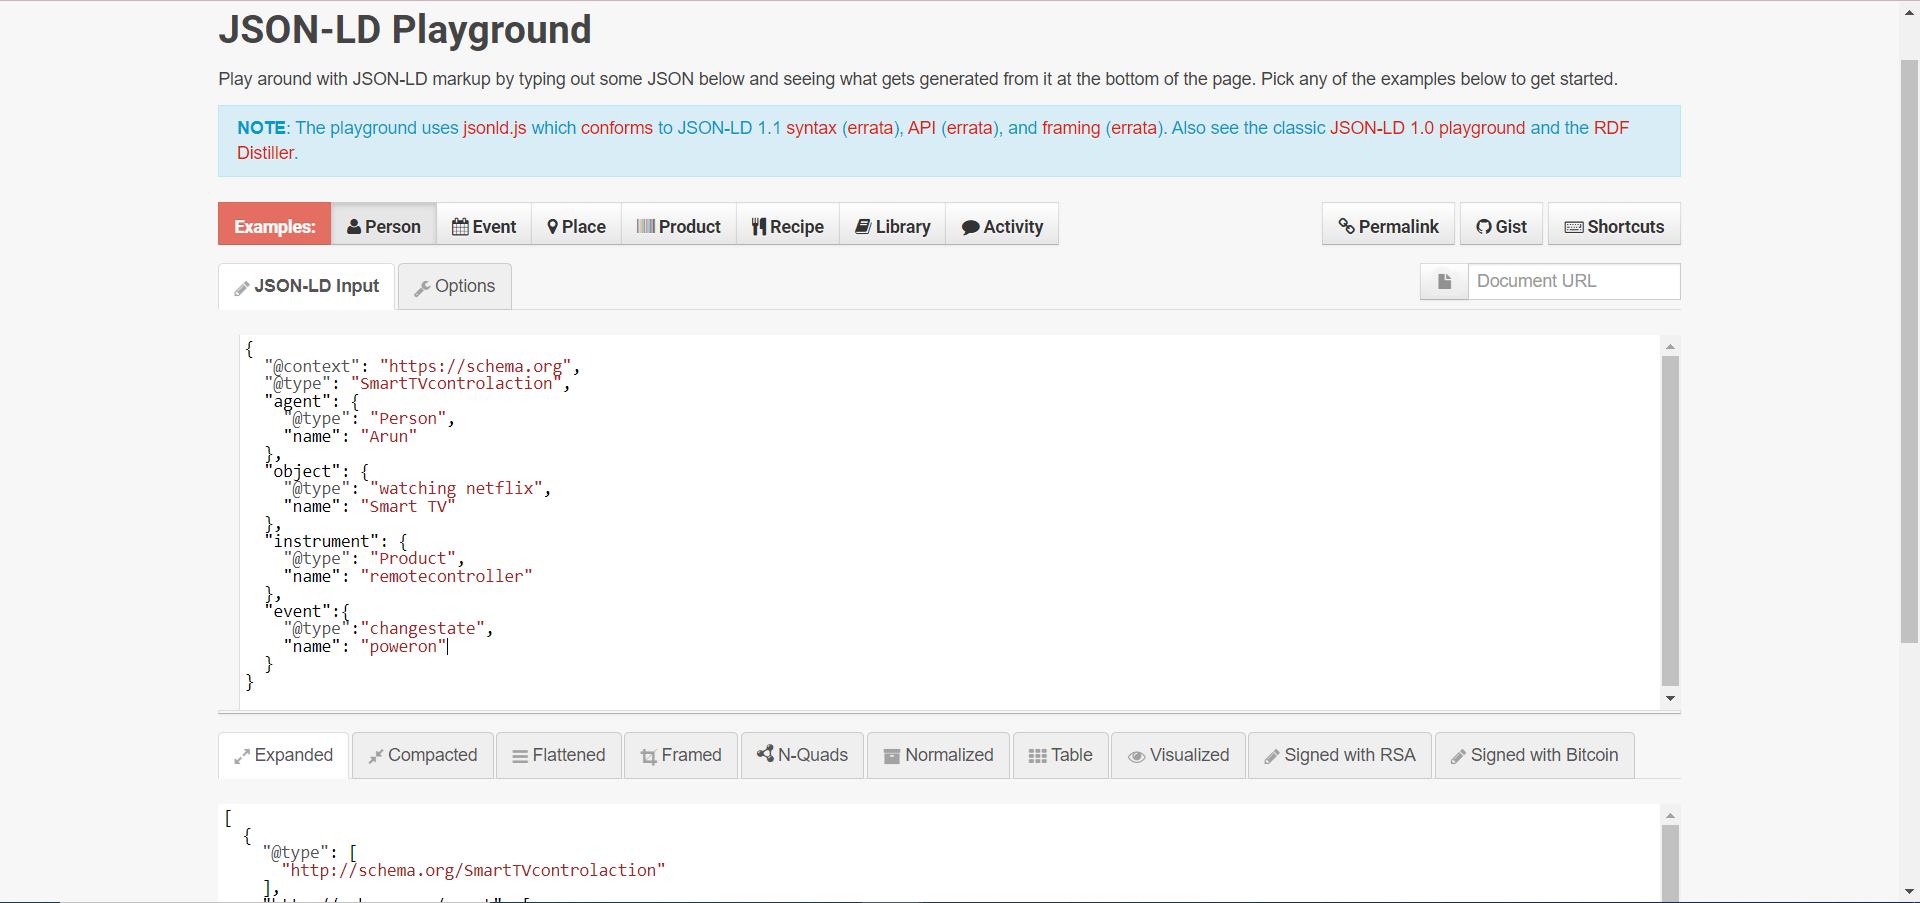 JSON-LD Playground
Play around with JSON-LD markup by typing out some JSON below and seeing what gets generated from it at the bottom of the page. Pick any of the examples below to get started.
NOTE: The playground uses jsonld.js which conforms to JSON-LD 1.1 syntax (errata), API (errata), and framing (errata). Also see the classic JSON-LD 1.0 playground and the RDF
Distiller.
Examples: Person Event Place Product Recipe Library Activity Permalink Gist Shortcuts
JSON-LD Input Options Document URL
{
"@context": "https://schema.org",
"@type": "SmartTVcontrolaction",
"agent": {
"@type": "Person",
"name": "Arun"
},
"object": {
"@type": "watching netflix",
"name": "Smart TV"
},
"instrument": {
"@type": "Product",
"name": "remotecontroller"
},
"event":{
"@type":"changestate",
"name": "poweron"
}
}
Expanded Compacted Flattened Framed N-Quads Normalized Table Visualized Signed with RSA Signed with Bitcoin
[
{
"@type": [
"http://schema.org/SmartTVcontrolaction"
],